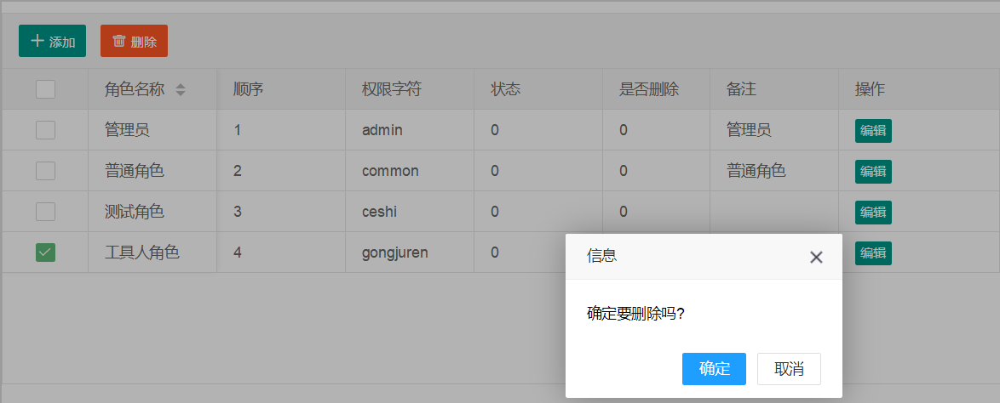 添加 删除
角色名称 顺序 权限字符 状态 是否删除 备注 操作
管理员 1 admin 0 0 管理员 编辑
普通角色 2 common 0 0 普通角色 编辑
测试角色 3 ceshi 0 0 编辑
工具人角色 4 gongjuren 0 编辑
信息
确定要删除吗?
确定 取消